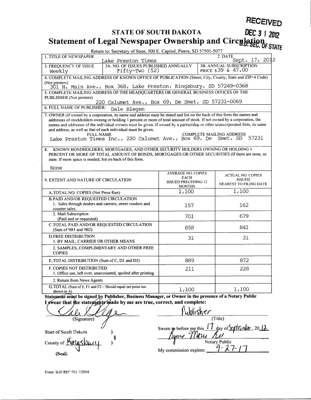 RECEIVED
DEC 31 2012
S.D. SEC. OF STATE
STATE OF SOUTH DAKOTA
Statement of Legal Newspaper Ownership and Circulation
Return to: Secretary of State, 500 E. Capitol, Pierre, SD 57501-5077
1. TITLE OF NEWSPAPER
Lake Preston Times
2. DATE
Sept. 17, 2012
3. FREQUENCY OF ISSUE
Weekly
3A. NO. OF ISSUES PUBLISHED ANNUALLY
Fifty-Two (52)
3B. ANNUAL SUBSCRIPTION
PRICE $39 & 47.00
4. COMPLETE MAILING ADDRESS OF KNOWN OFFICE OF PUBLICATION (Street, City, County, State and ZIP+4 Code)
(Not printers)
301 N. Main Ave., Box 368, Lake Preston, Kingsbury, SD 57249-0368
5. COMPLETE MAILING ADDRESS OF THE HEADQUARTERS OF GENERAL BUSINESS OFFICES OF THE
PUBLISHER (Not printer)
220 Calumet Ave., Box 69, De Smet, SD 57231-0069
6. FULL NAME OF PUBLISHER:
Dale Blegen
7. OWNER (If owned by a corporation, its name and address must be stated and list on the back of this form the names and
addresses of stockholders owning or holding 1 percent or more of total amount of stock. If not owned by a corporation, the
names and addresses of the individual owners must be given. If owned by a partnership or other unincorporated firm, its name
and address, as well as that of each individual must be given.
FULL NAME COMPLETE MAILING ADDRESS
Lake Preston Times Inc., 220 Calumet Ave., Box 69, De Smet, SD 57231
8. KNOWN BONDHOLDERS, MORTGAGES, AND OTHER SECURITY HOLDERS OWNING OR HOLDING 1
PERCENT OR MORE OF TOTAL AMOUNT OF BONDS, MORTGAGES OR OTHER SECURITIES (If there are none, so
state. If more space is needed, list on back of this form.
None
9. EXTENT AND NATURE OF CIRCULATION
AVERAGE NO. COPIES
EACH
ISSUED PRECEDING 12
MONTHS
ACTUAL NO. COPIES
ISSUED
NEAREST TO FILING DATE
A. TOTAL NO. COPIES (Net Press Run) 1,100 1,100
B. PAID AND/OR REQUESTED CIRCULATION
1. Sales through dealers and carriers, street vendors and
counter sales. 157 162
2. Mail Subscription
(Paid and or requested) 701 679
C. TOTAL PAID AND/OR REQUESTED CIRCULATION
(Sum of 9B1 and 9B2) 858 841
D. FREE DISTRIBUTION
1. BY MAIL, CARRIER OR OTHER MEANS 31 31
2. SAMPLES, COMPLIMENTARY AND OTHER FREE
COPIES
E. TOTAL DISTRIBUTION (Sum of C, D1 and D2) 889 872
F. COPIES NOT DISTRIBUTED
1. Office use, left over, unaccounted, spoiled after printing 211 228
2. Return from News Agents
G. TOTAL (Sum of E, F1 and F2 - Should equal net press run
shown in A) 1,100 1,100
Statement must be signed by Publisher, Business Manager, or Owner in the presence of a Notary Public
I swear that the statements made by me are true, correct, and complete:
Publisher
(Signature) (Title)
State of South Dakota )
County of Kingsbury )
§
(Seal)
Sworn to before me this 17 day of September, 2012
Notary Public
My commission expires: 9-27-17
Form: SOS REC 051 7/2004